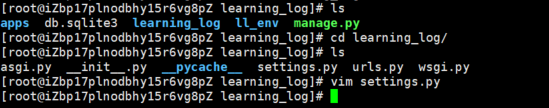 [root@iZbp17plnodbhy15r6vg8pZ learning_log]# ls
apps  db.sqlite3  learning_log  ll_env  manage.py
[root@iZbp17plnodbhy15r6vg8pZ learning_log]# cd learning_log/
[root@iZbp17plnodbhy15r6vg8pZ learning_log]# ls
asgi.py  __init__.py  __pycache__  settings.py  urls.py  wsgi.py
[root@iZbp17plnodbhy15r6vg8pZ learning_log]# vim settings.py
[root@iZbp17plnodbhy15r6vg8pZ learning_log]#